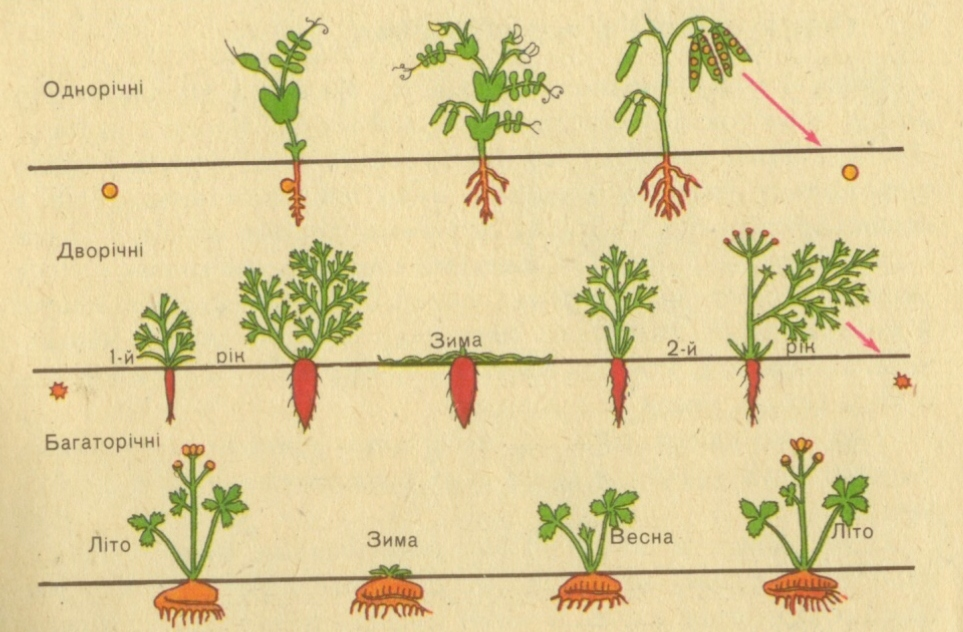 Однорічні
Дворічні
1-й рік Зима 2-й рік
Багаторічні
Літо Зима Весна Літо